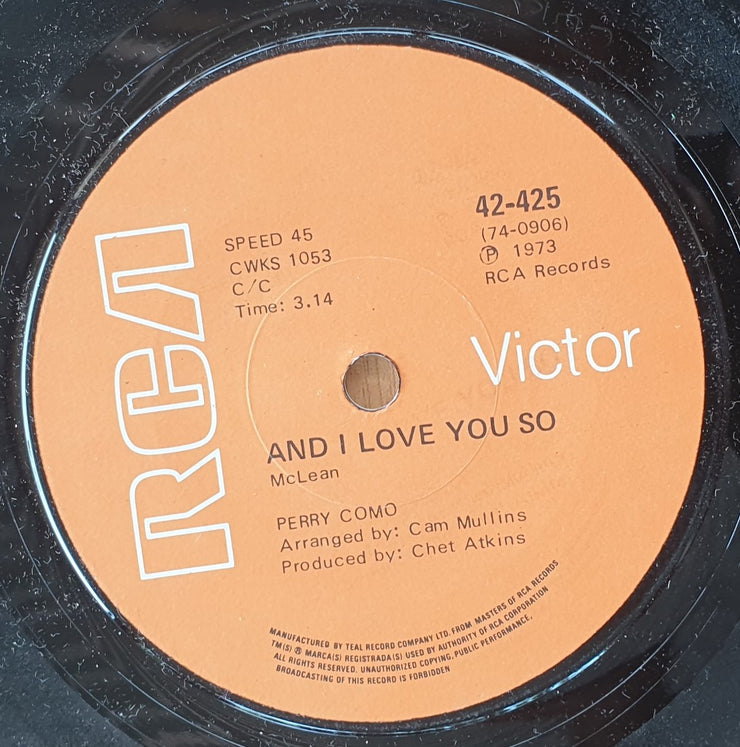 RCA
SPEED 45
CWKS 1053
C/C
Time: 3.14
42-425
(74-0906)
Ⓟ 1973
RCA Records
Victor
AND I LOVE YOU SO
McLean
PERRY COMO
Arranged by: Cam Mullins
Produced by: Chet Atkins
MANUFACTURED BY TEAL RECORD COMPANY LTD. FROM MASTERS OF RCA RECORDS
TM(S) ® MARCA(S) REGISTRADA(S) USED BY AUTHORITY OF RCA CORPORATION
ALL RIGHTS RESERVED. UNAUTHORIZED COPYING, PUBLIC PERFORMANCE,
BROADCASTING OF THIS RECORD IS FORBIDDEN